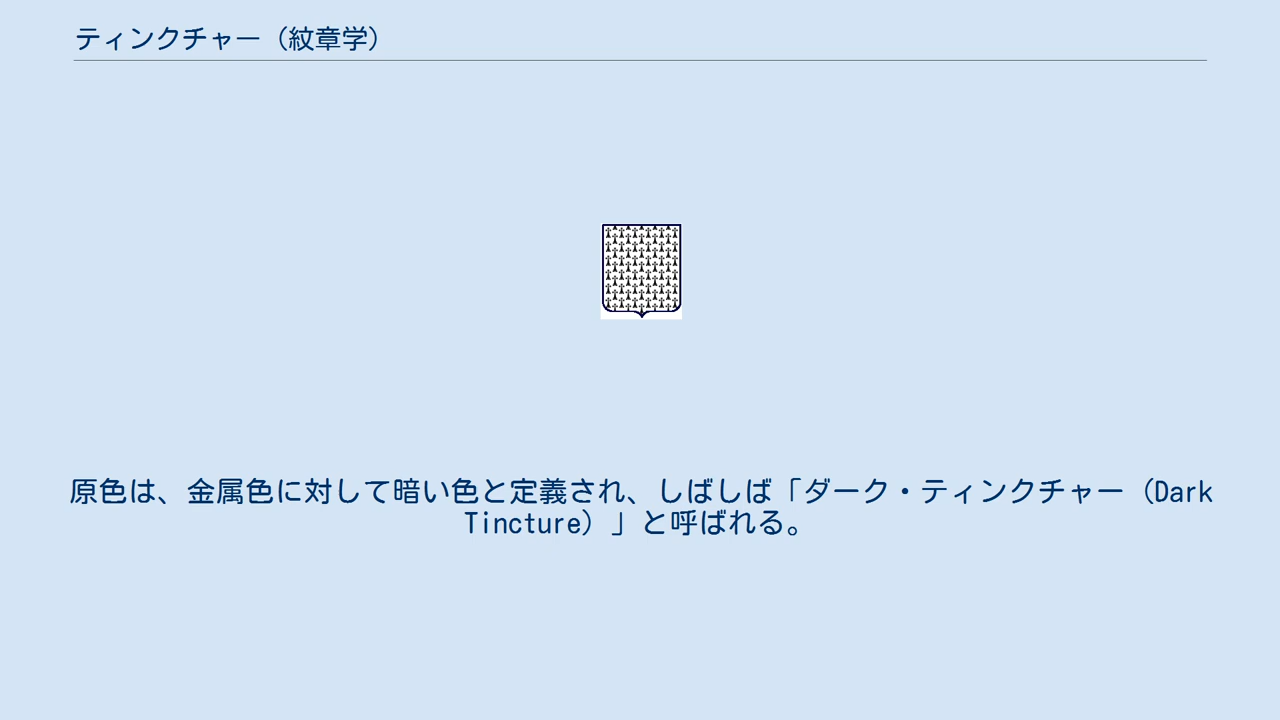 ティンクチャー（紋章学）
原色は、金属色に対して暗い色と定義され、しばしば「ダーク・ティンクチャー（Dark
Tincture）」と呼ばれる。